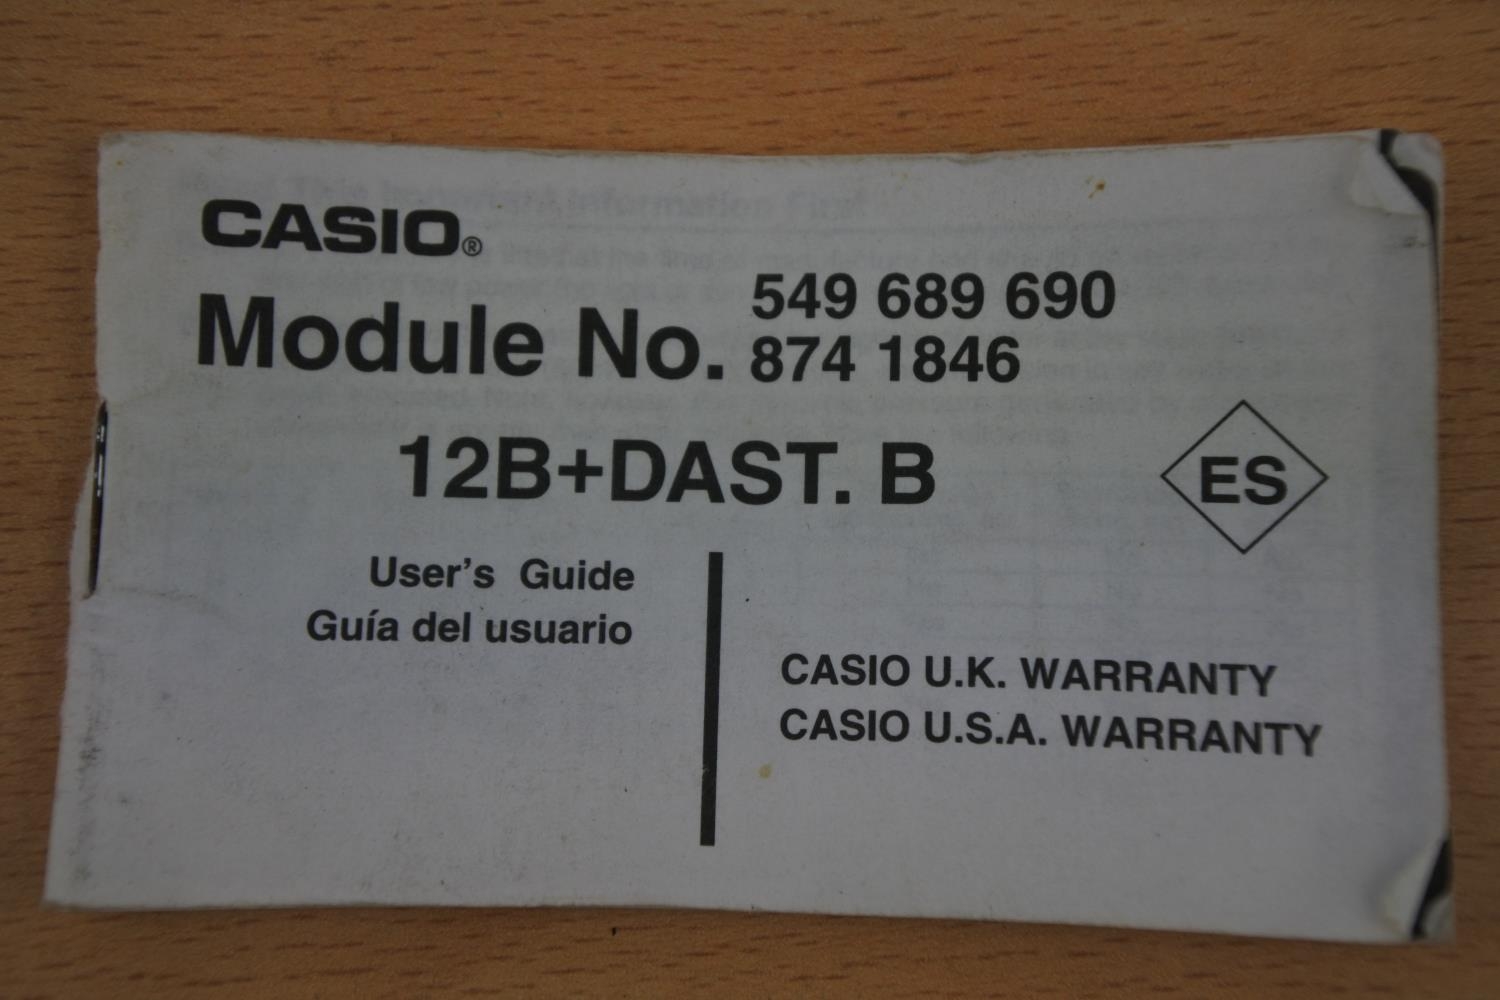 CASIO®
Module No. 549 689 690
874 1846
12B+DAST. B
ES
User's Guide
Guía del usuario
CASIO U.K. WARRANTY
CASIO U.S.A. WARRANTY